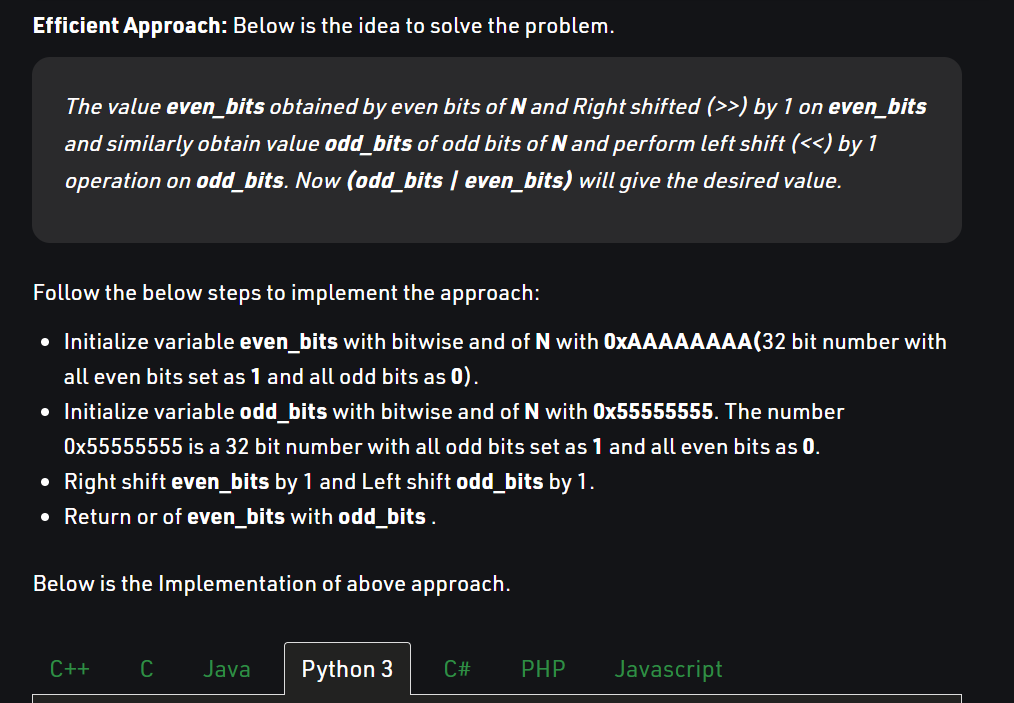 Efficient Approach: Below is the idea to solve the problem.
The value even_bits obtained by even bits of N and Right shifted (>>) by 1 on even_bits
and similarly obtain value odd_bits of odd bits of N and perform left shift (<<) by 1
operation on odd_bits. Now (odd_bits | even_bits) will give the desired value.
Follow the below steps to implement the approach:
• Initialize variable even_bits with bitwise and of N with 0xAAAAAAAA(32 bit number with
all even bits set as 1 and all odd bits as 0).
• Initialize variable odd_bits with bitwise and of N with 0x55555555. The number
0x55555555 is a 32 bit number with all odd bits set as 1 and all even bits as 0.
• Right shift even_bits by 1 and Left shift odd_bits by 1.
• Return or of even_bits with odd_bits .
Below is the Implementation of above approach.
C++ C Java Python 3 C# PHP Javascript